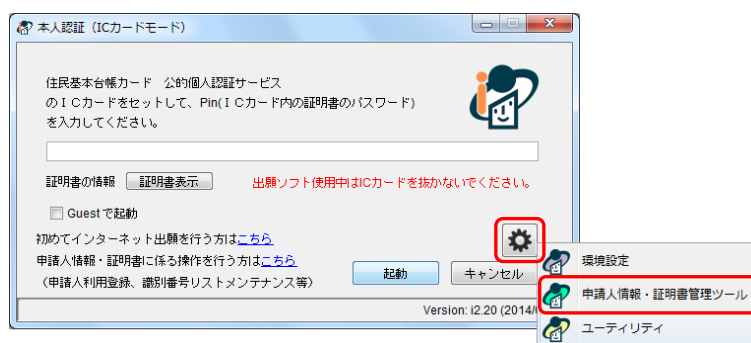 本人認証（ICカードモード）
住民基本台帳カード　公的個人認証サービス
のＩＣカードをセットして、Pin(ＩＣカード内の証明書のパスワード)
を入力してください。
証明書の情報 証明書表示 出願ソフト使用中はICカードを抜かないでください。
Guestで起動
初めてインターネット出願を行う方はこちら
申請人情報・証明書に係る操作を行う方はこちら
（申請人利用登録、識別番号リストメンテナンス等）
起動 キャンセル
Version: i2.20 (2014/
環境設定
申請人情報・証明書管理ツール
ユーティリティ